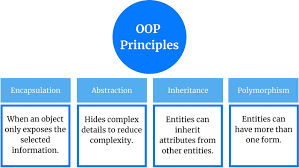 OOP
Principles
Encapsulation
Abstraction
Inheritance
Polymorphism
When an object
only exposes the
selected
information.
Hides complex
details to reduce
complexity.
Entities can
inherit
attributes from
other entities.
Entities can
have more than
one form.